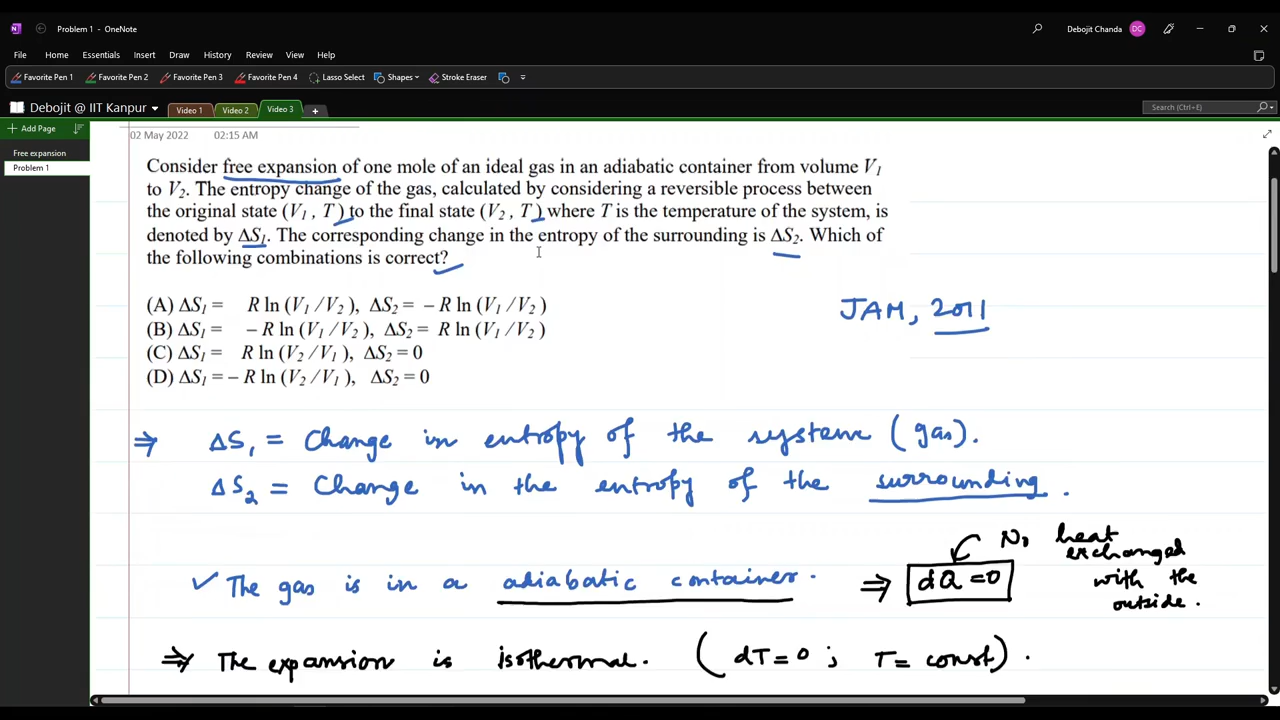 Problem 1 - OneNote
Debojit Chanda DC
File Home Essentials Insert Draw History Review View Help
Favorite Pen 1 Favorite Pen 2 Favorite Pen 3 Favorite Pen 4 Lasso Select Shapes Stroke Eraser
Debojit @ IIT Kanpur Video 1 Video 2 Video 3 + Search (Ctrl+E)
Add Page
02 May 2022 02:15 AM
Free expansion
Problem 1
Consider free expansion of one mole of an ideal gas in an adiabatic container from volume V₁
to V₂. The entropy change of the gas, calculated by considering a reversible process between
the original state (V₁ , T ) to the final state (V₂ , T ) where T is the temperature of the system, is
denoted by ΔS₁. The corresponding change in the entropy of the surrounding is ΔS₂. Which of
the following combinations is correct?
(A) ΔS₁ = R ln (V₁ /V₂ ), ΔS₂ = – R ln (V₁ /V₂ )
(B) ΔS₁ = – R ln (V₁ /V₂ ), ΔS₂ = R ln (V₁ /V₂ )
(C) ΔS₁ = R ln (V₂ /V₁ ), ΔS₂ = 0
(D) ΔS₁ = – R ln (V₂ /V₁ ), ΔS₂ = 0
JAM, 2011
⇒ ΔS₁ = Change in entropy of the system (gas).
ΔS₂ = Change in the entropy of the surrounding.
✓ The gas is in a adiabatic container. ⇒ dQ = 0
No heat
exchanged
with the
outside.
⇒ The expansion is isothermal. (dT = 0 ; T = const).